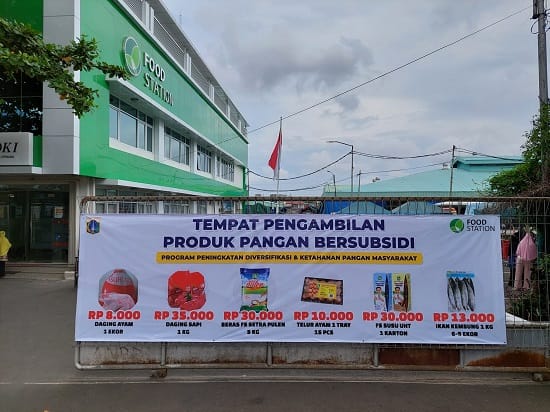 FOOD
STATION
OKI
TEMPAT PENGAMBILAN
PRODUK PANGAN BERSUBSIDI
PROGRAM PENINGKATAN DIVERSIFIKASI & KETAHANAN PANGAN MASYARAKAT
FOOD
STATION
RP 8.000
DAGING AYAM
1 EKOR
RP 35.000
DAGING SAPI
1 KG
RP 30.000
BERAS FS SETRA PULEN
5 KG
RP 10.000
TELUR AYAM 1 TRAY
15 PCS
RP 30.000
FS SUSU UHT
1 KARTON
RP 13.000
IKAN KEMBUNG 1 KG
6-9 EKOR